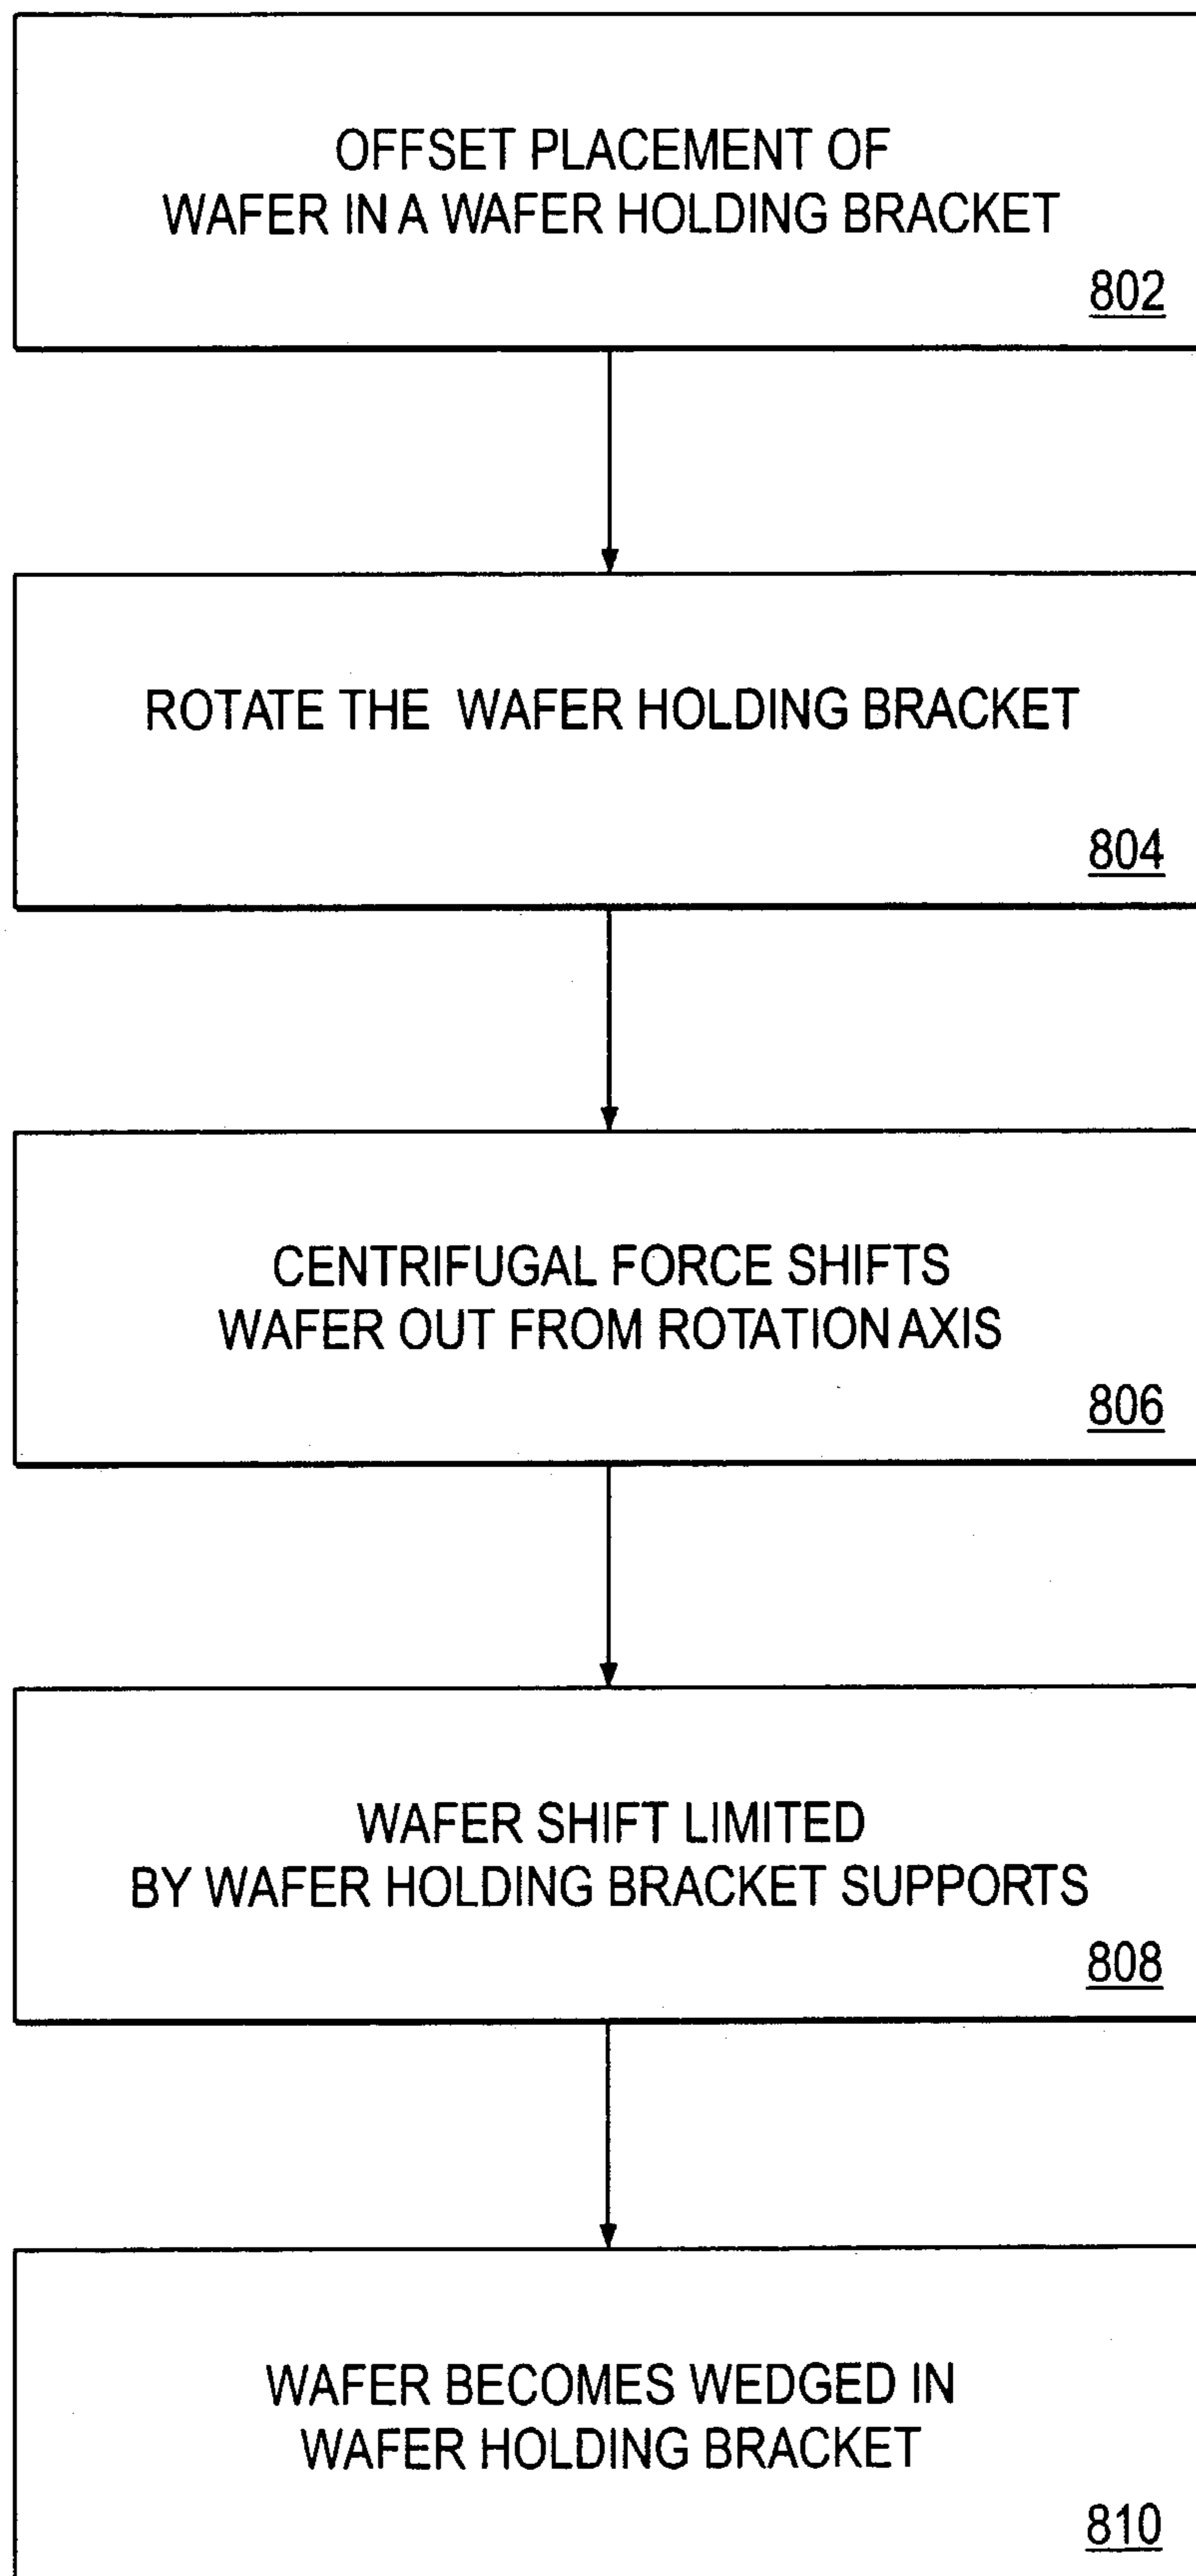 OFFSET PLACEMENT OF
WAFER IN A WAFER HOLDING BRACKET
802
ROTATE THE WAFER HOLDING BRACKET
804
CENTRIFUGAL FORCE SHIFTS
WAFER OUT FROM ROTATION AXIS
806
WAFER SHIFT LIMITED
BY WAFER HOLDING BRACKET SUPPORTS
808
WAFER BECOMES WEDGED IN
WAFER HOLDING BRACKET
810